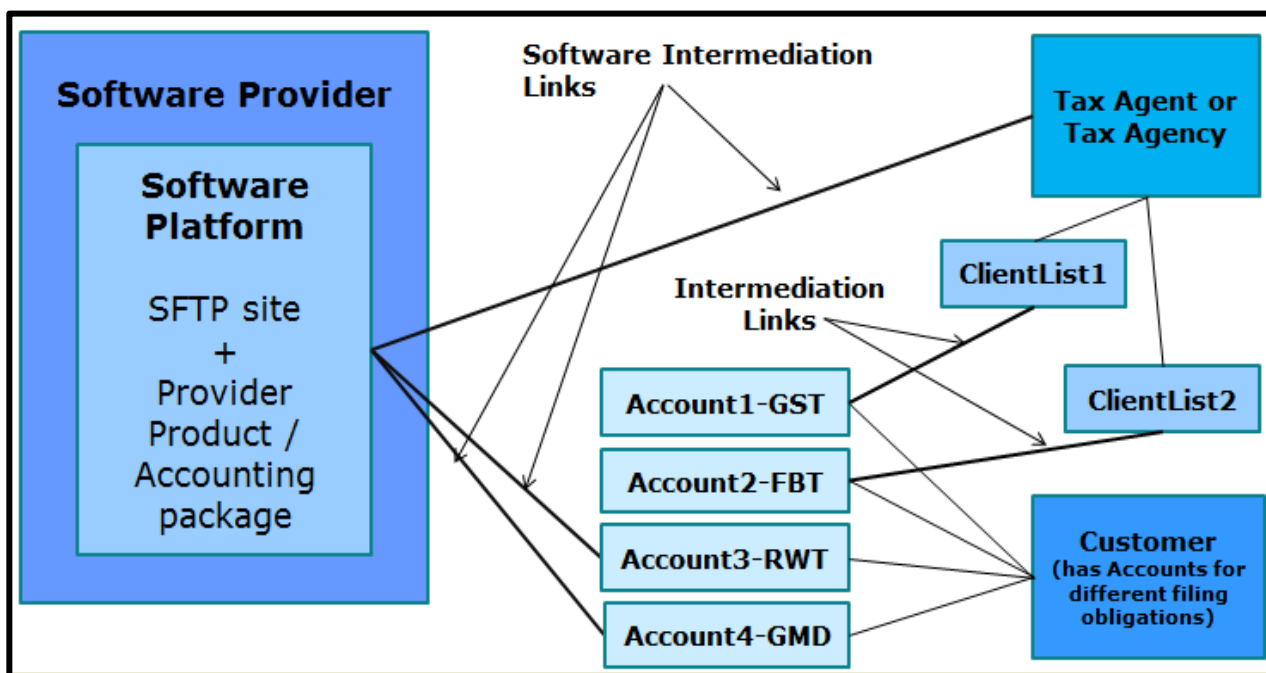 Software Provider
Software
Platform
SFTP site
+
Provider
Product /
Accounting
package
Software Intermediation
Links
Tax Agent or
Tax Agency
ClientList1
Intermediation
Links
ClientList2
Account1-GST
Account2-FBT
Account3-RWT
Account4-GMD
Customer
(has Accounts for
different filing
obligations)